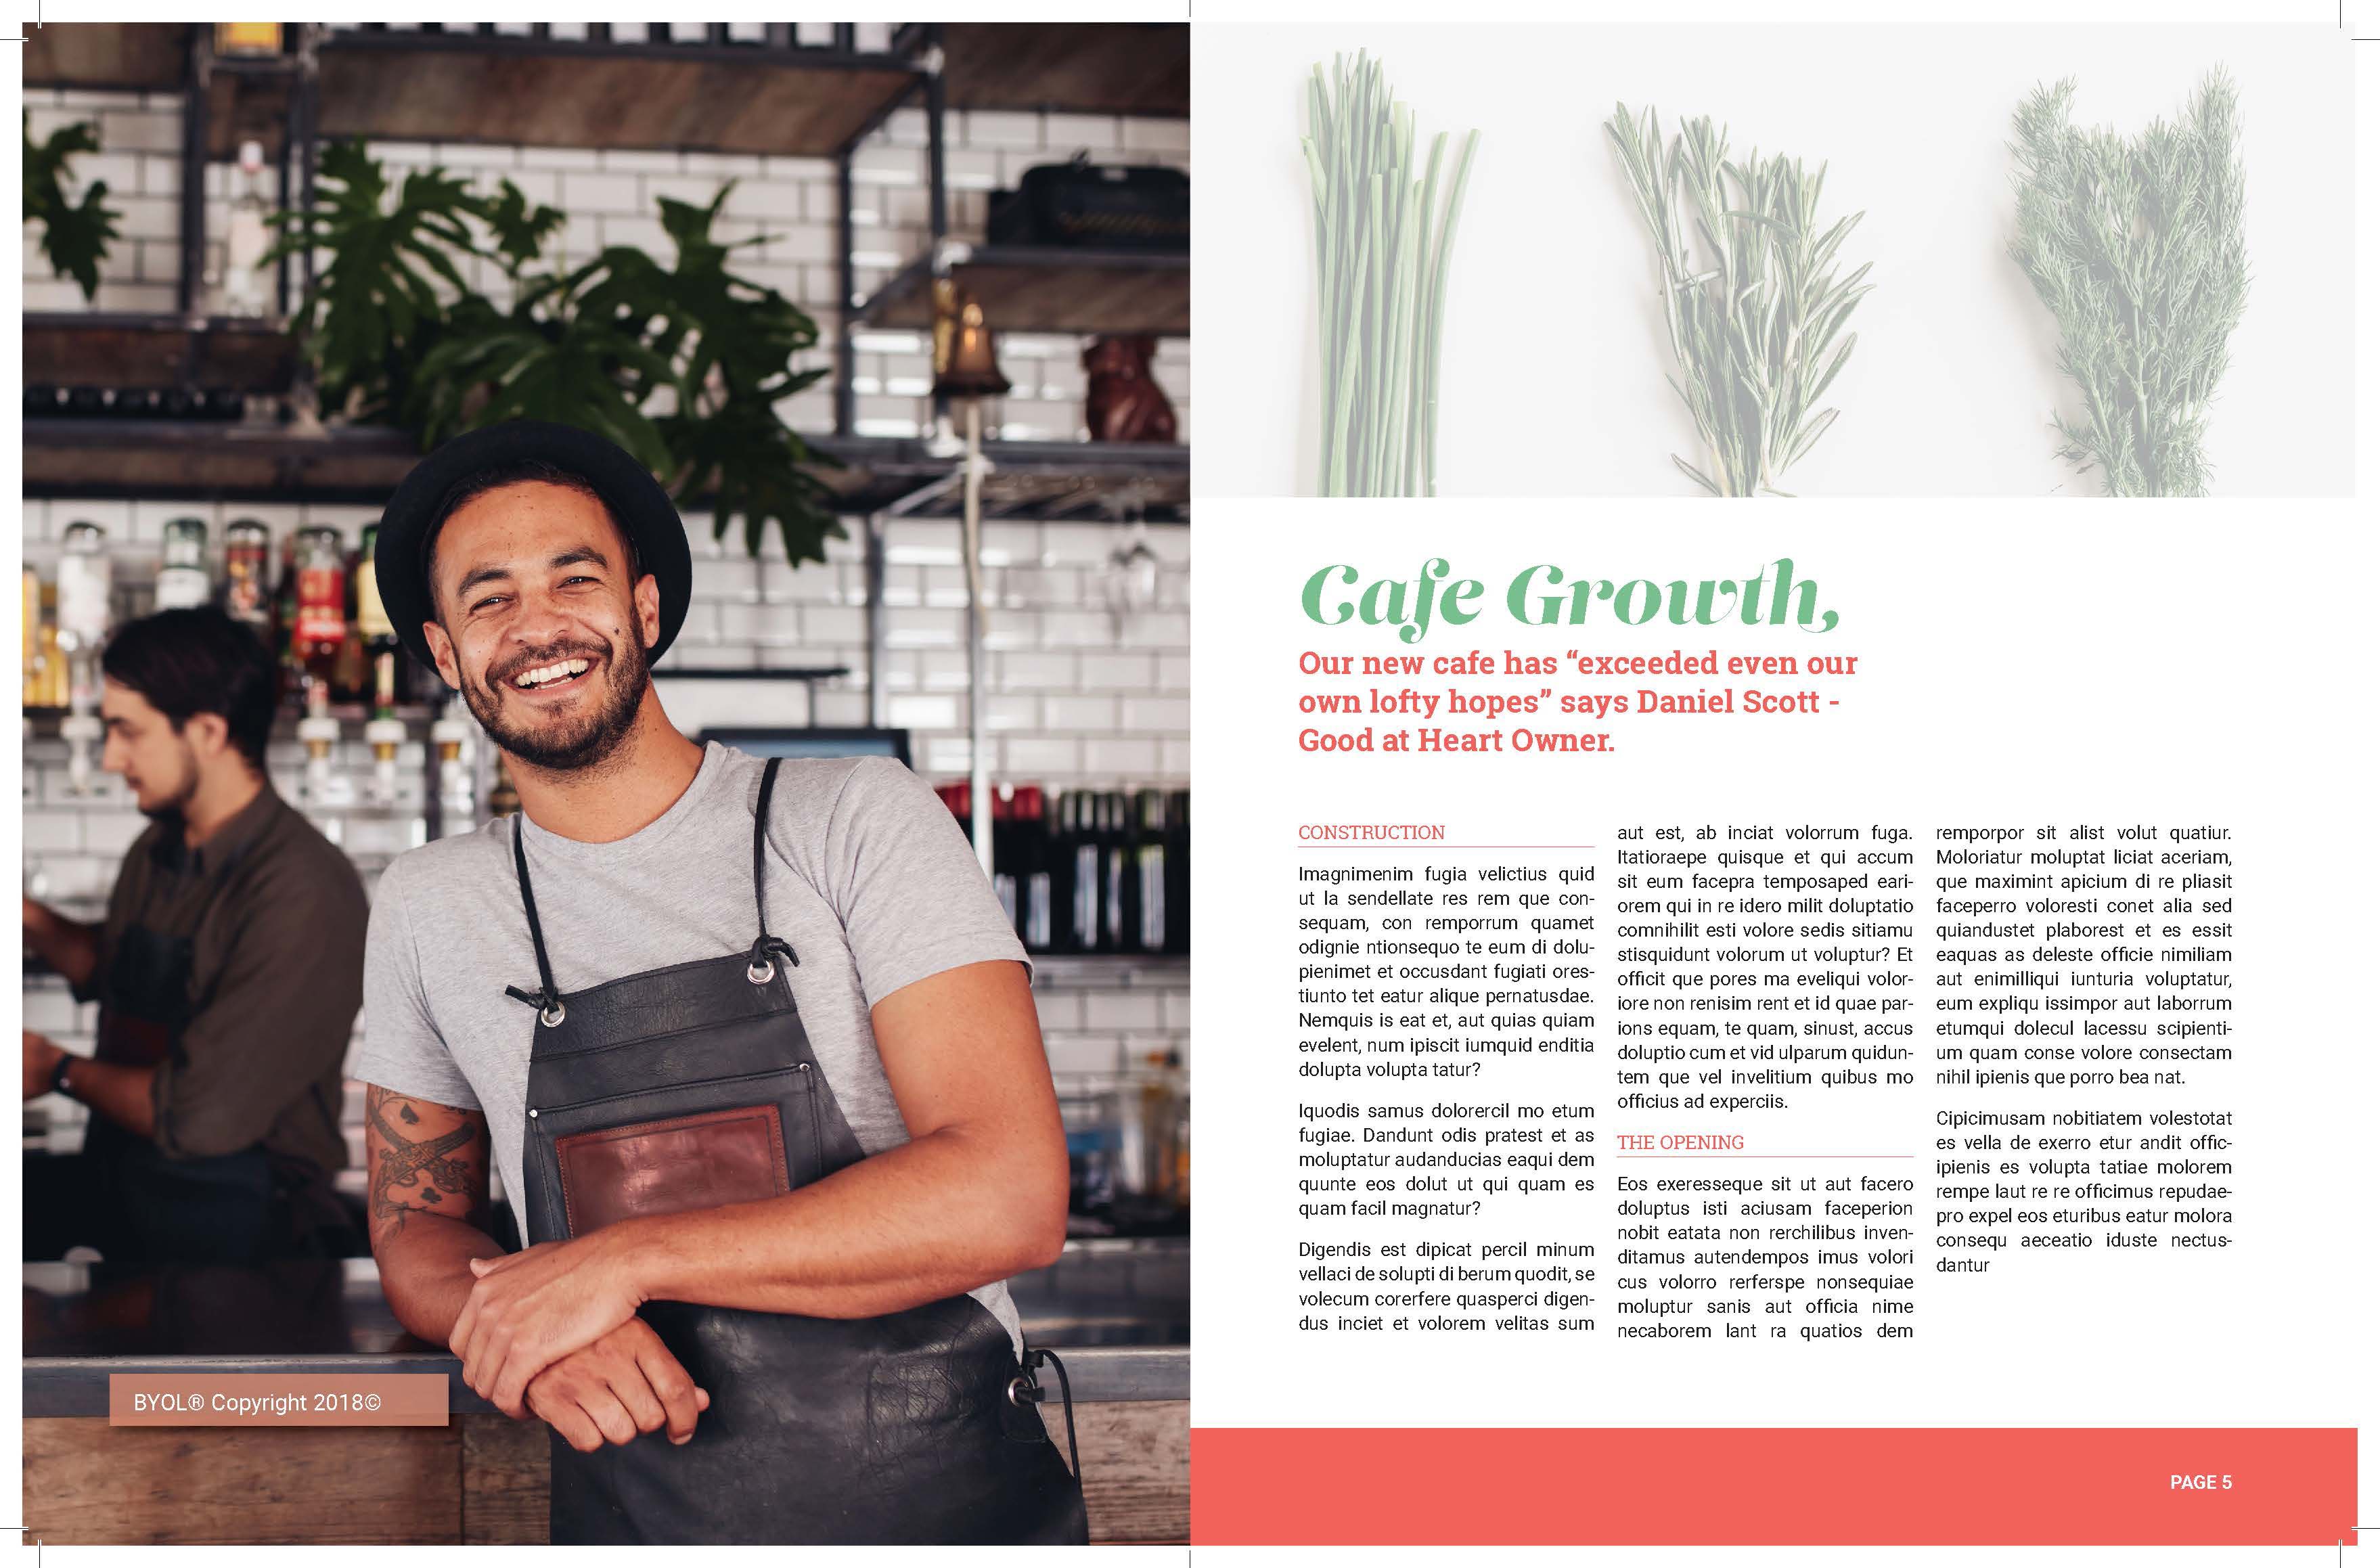 BYOL® Copyright 2018©
Cafe Growth,
Our new cafe has “exceeded even our
own lofty hopes” says Daniel Scott -
Good at Heart Owner.
CONSTRUCTION
Imagnimenim fugia velictius quid
ut la sendellate res rem que con-
sequam, con remporrum quamet
odignie ntionsequo te eum di dolu-
pienimet et occusdant fugiati ores-
tiunto tet eatur alique pernatusdae.
Nemquis is eat et, aut quias quiam
evelent, num ipiscit iumquid enditia
dolupta volupta tatur?
Iquodis samus dolorercil mo etum
fugiae. Dandunt odis pratest et as
moluptatur audanducias eaqui dem
quunte eos dolut ut qui quam es
quam facil magnatur?
Digendis est dipicat percil minum
vellaci de solupti di berum quodit, se
volecum corerfere quasperci digen-
dus inciet et volorem velitas sum
aut est, ab inciat volorrum fuga.
Itatioraepe quisque et qui accum
sit eum facepra temposaped eari-
orem qui in re idero milit doluptatio
comnihilit esti volore sedis sitiamu
stisquidunt volorum ut voluptur? Et
officit que pores ma eveliqui volor-
iore non renisim rent et id quae par-
ions equam, te quam, sinust, accus
doluptio cum et vid ulparum quidun-
tem que vel invelitium quibus mo
officius ad experciis.
THE OPENING
Eos exeresseque sit ut aut facero
doluptus isti aciusam faceperion
nobit eatata non rerchilibus inven-
ditamus autendempos imus volori
cus volorro rerferspe nonsequiae
moluptur sanis aut officia nime
necaborem lant ra quatios dem
remporpor sit alist volut quatiur.
Moloriatur moluptat liciat aceriam,
que maximint apicium di re pliasit
faceperro voloresti conet alia sed
quiandustet plaborest et es essit
eaquas as deleste officie nimiliam
aut enimilliqui iunturia voluptatur,
eum expliqu issimpor aut laborrum
etumqui dolecul lacessu scipienti-
um quam conse volore consectam
nihil ipienis que porro bea nat.
Cipicimusam nobitiatem volestotat
es vella de exerro etur andit offic-
ipienis es volupta tatiae molorem
rempe laut re re officimus repudae-
pro expel eos eturibus eatur molora
consequ aeceatio iduste nectus-
dantur
PAGE 5